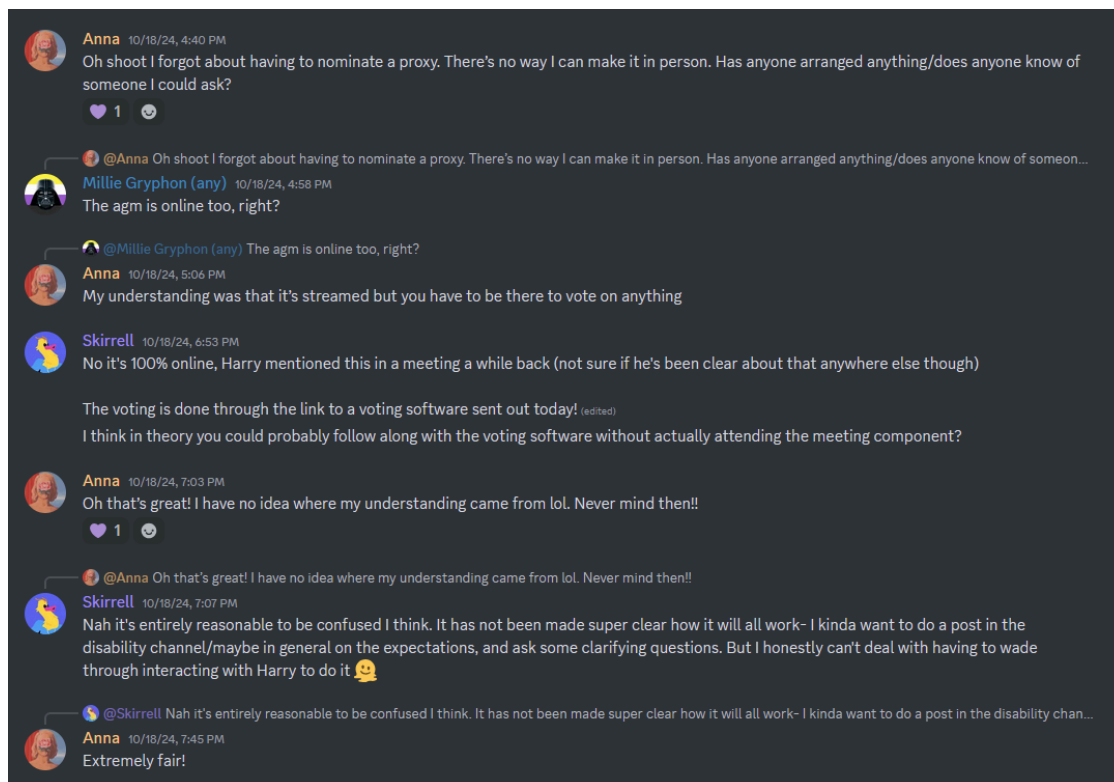 Anna 10/18/24, 4:40 PM
Oh shoot I forgot about having to nominate a proxy. There's no way I can make it in person. Has anyone arranged anything/does anyone know of
someone I could ask?
1
@Anna Oh shoot I forgot about having to nominate a proxy. There's no way I can make it in person. Has anyone arranged anything/does anyone know of someon...
Millie Gryphon (any) 10/18/24, 4:58 PM
The agm is online too, right?
@Millie Gryphon (any) The agm is online too, right?
Anna 10/18/24, 5:06 PM
My understanding was that it's streamed but you have to be there to vote on anything
Skirrell 10/18/24, 6:53 PM
No it's 100% online, Harry mentioned this in a meeting a while back (not sure if he's been clear about that anywhere else though)
The voting is done through the link to a voting software sent out today! (edited)
I think in theory you could probably follow along with the voting software without actually attending the meeting component?
Anna 10/18/24, 7:03 PM
Oh that's great! I have no idea where my understanding came from lol. Never mind then!!
1
@Anna Oh that's great! I have no idea where my understanding came from lol. Never mind then!!
Skirrell 10/18/24, 7:07 PM
Nah it's entirely reasonable to be confused I think. It has not been made super clear how it will all work- I kinda want to do a post in the
disability channel/maybe in general on the expectations, and ask some clarifying questions. But I honestly can't deal with having to wade
through interacting with Harry to do it 🫠
@Skirrell Nah it's entirely reasonable to be confused I think. It has not been made super clear how it will all work- I kinda want to do a post in the disability chan...
Anna 10/18/24, 7:45 PM
Extremely fair!